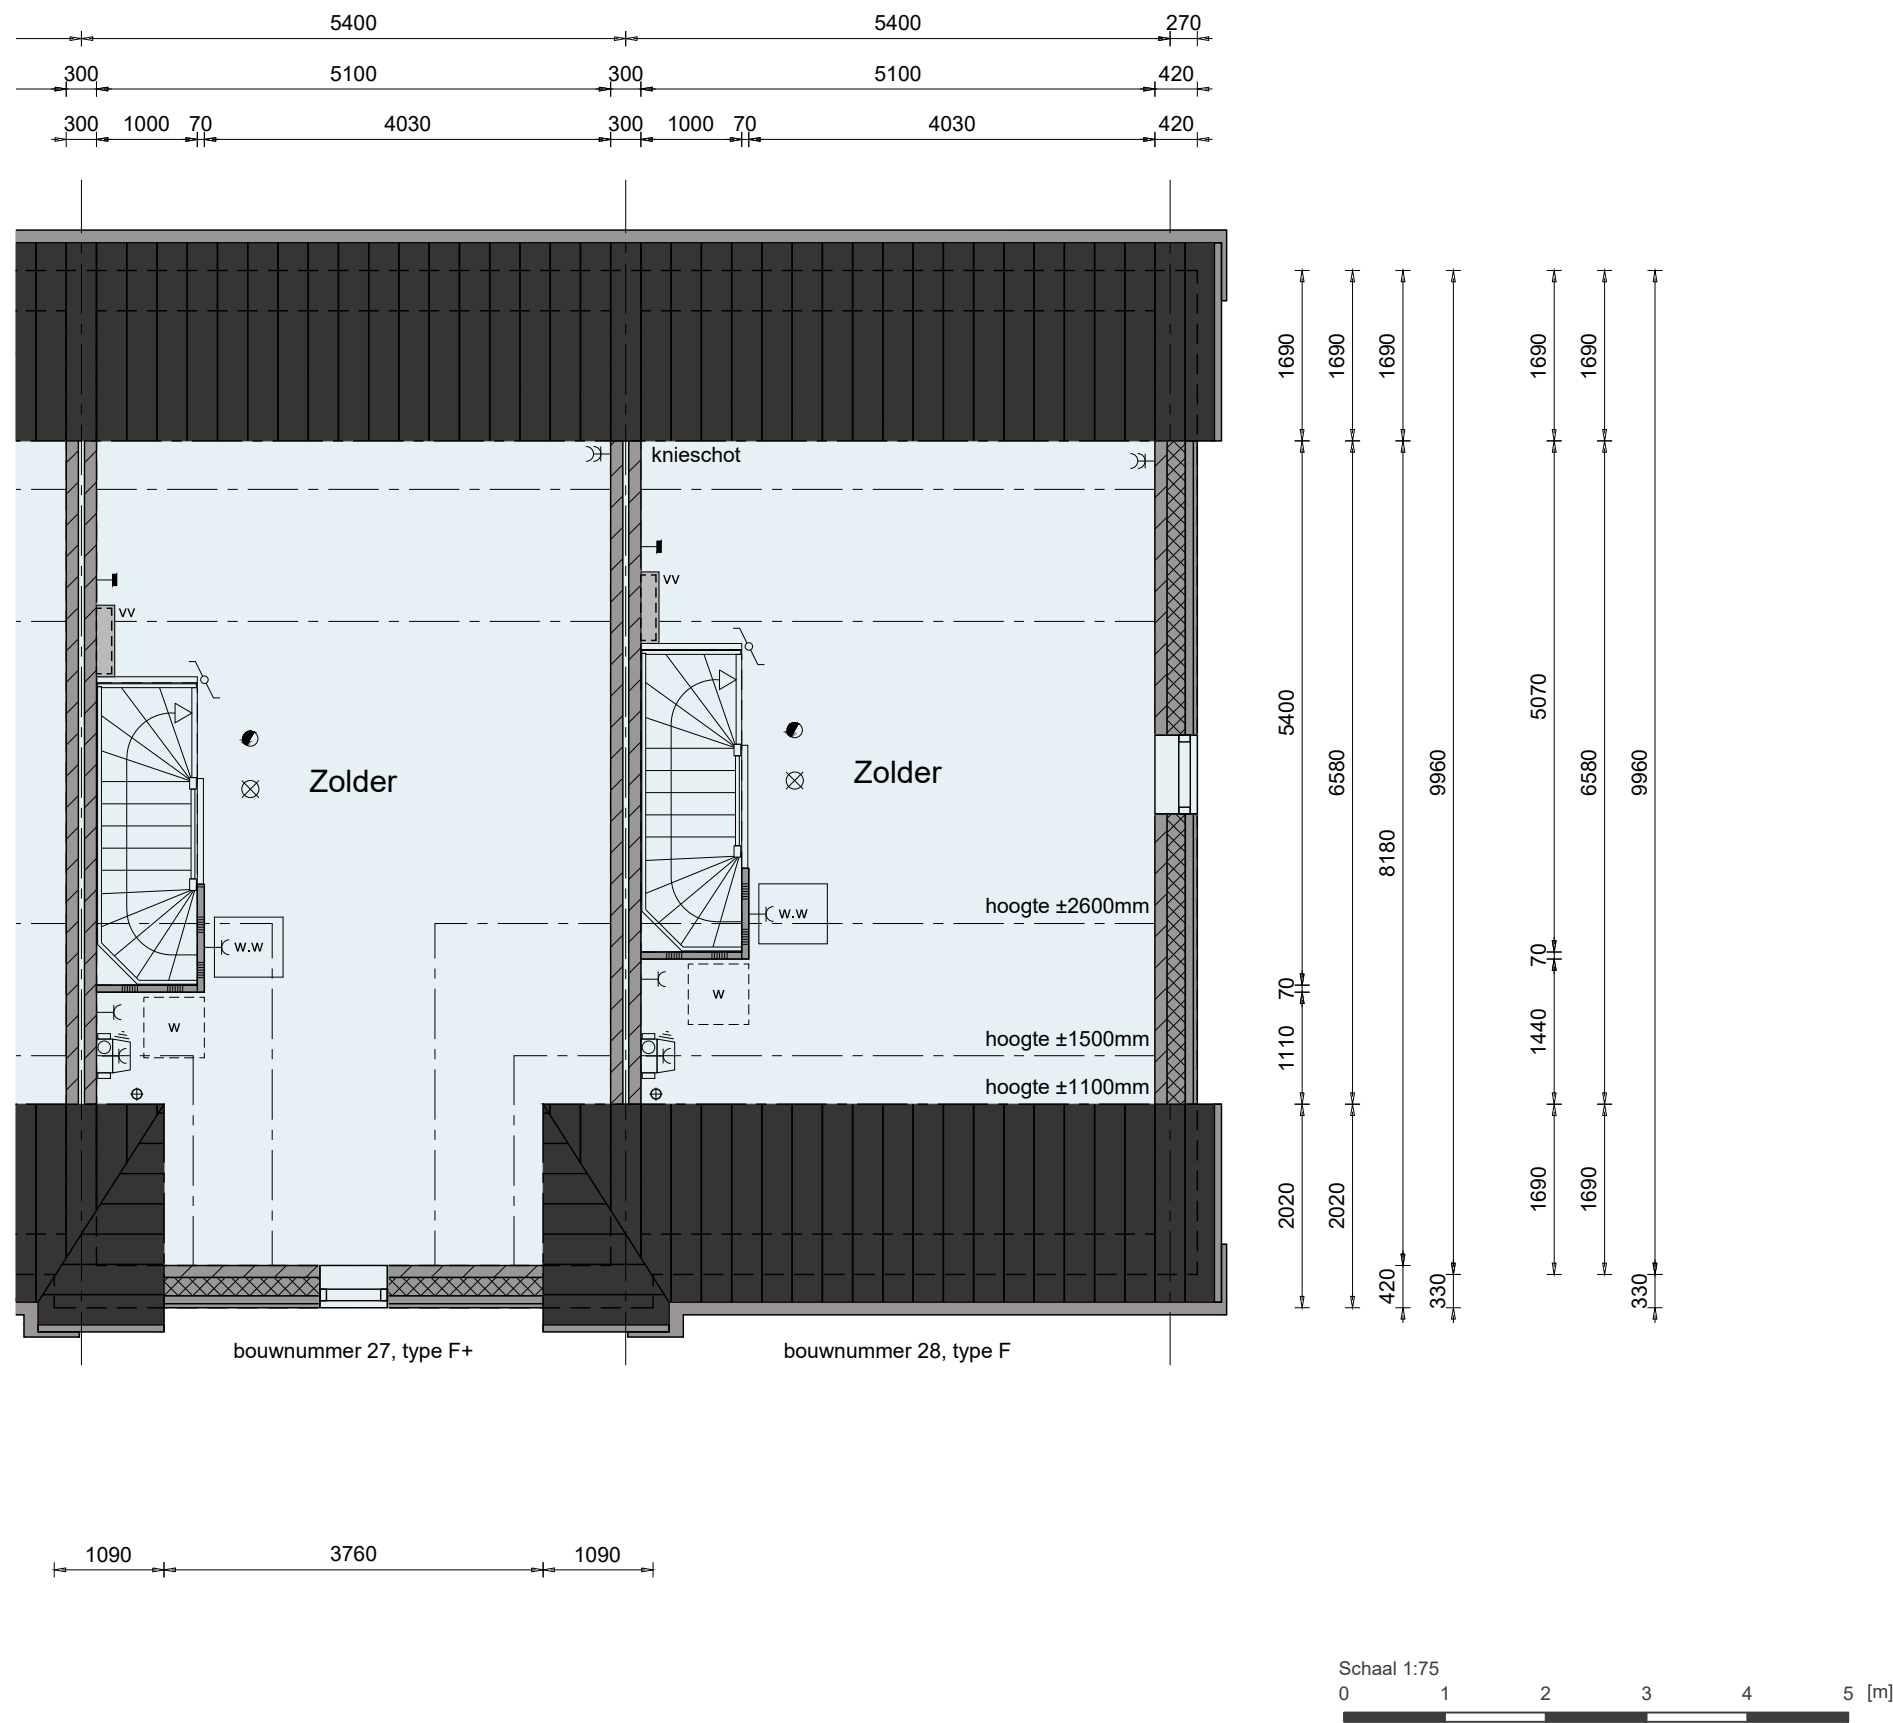 5400 5400 270
300 5100 300 5100 420
300 1000 70 4030 300 1000 70 4030 420
1690 1690 1690 1690 1690
knieschot
vv
vv
5400 6580 8180 9960 5070 6580 9960
Zolder Zolder
hoogte ±2600mm
w.w w.w
70 70
w w
1110 1440
hoogte ±1500mm
hoogte ±1100mm
2020 2020 1690 1690
420 330 330
bouwnummer 27, type F+ bouwnummer 28, type F
1090 3760 1090
Schaal 1:75
0 1 2 3 4 5 [m]